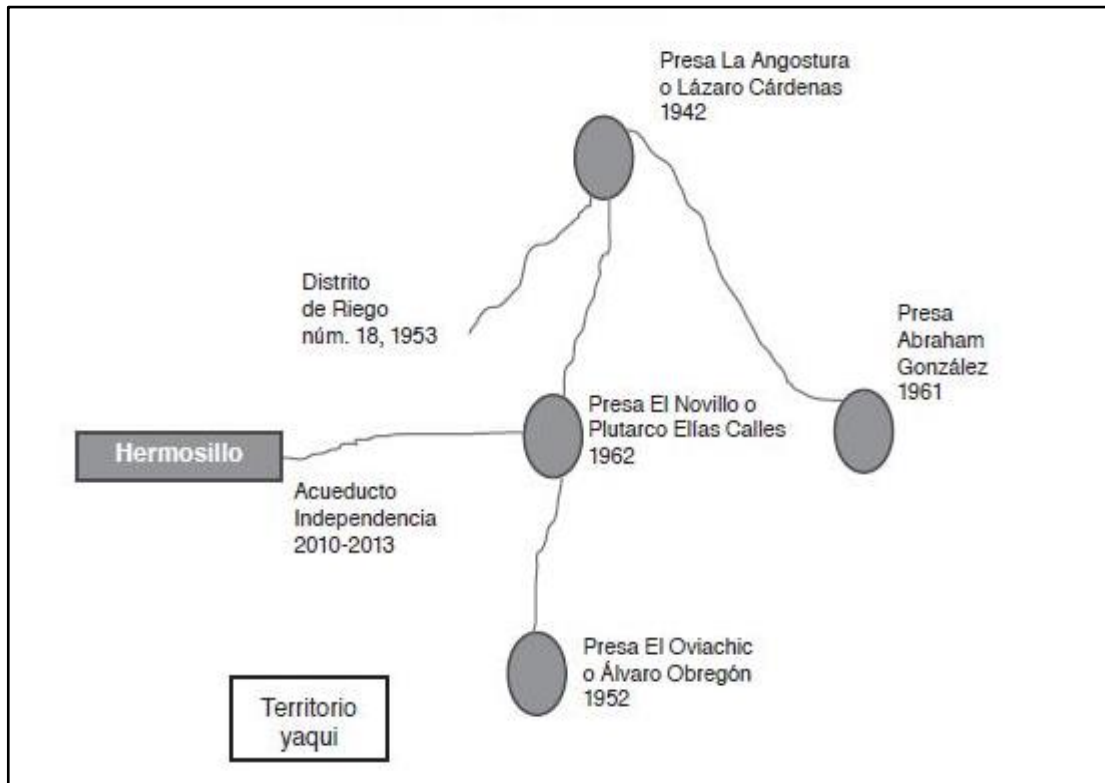 Presa La Angostura
o Lázaro Cárdenas
1942
Distrito
de Riego
núm. 18, 1953
Presa
Abraham
González
1961
Presa El Novillo o
Plutarco Elías Calles
1962
Hermosillo
Acueducto
Independencia
2010-2013
Presa El Oviachic
o Álvaro Obregón
1952
Territorio
yaqui